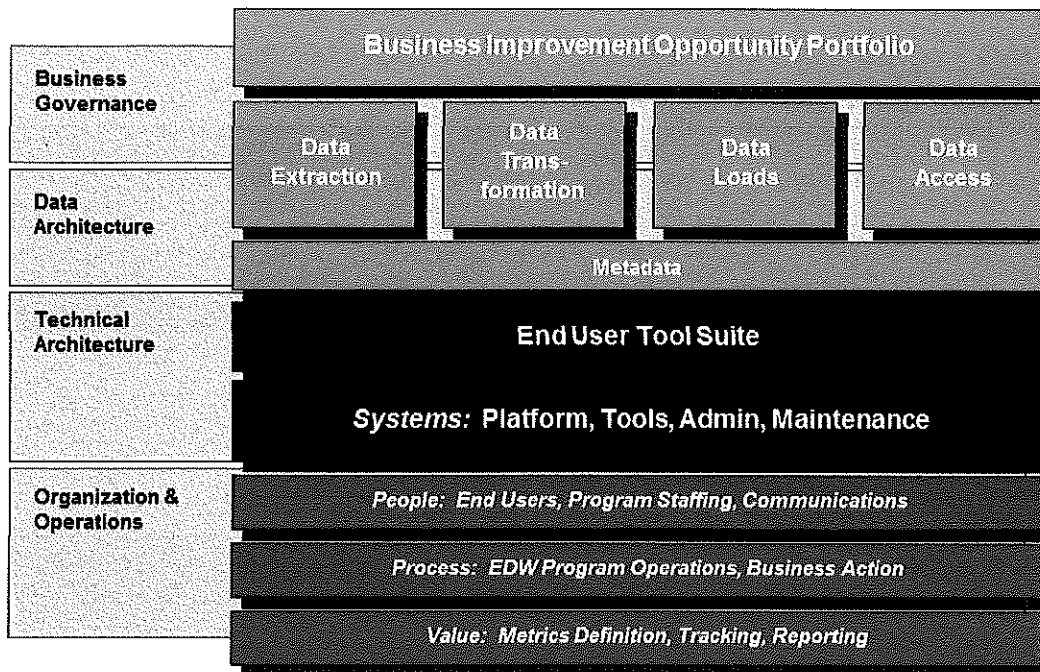 Business Improvement Opportunity Portfolio
Business
Governance
Data
Extraction
Data
Trans-
formation
Data
Loads
Data
Access
Data
Architecture
Metadata
Technical
Architecture
End User Tool Suite
Systems: Platform, Tools, Admin, Maintenance
Organization &
Operations
People: End Users, Program Staffing, Communications
Process: EDW Program Operations, Business Action
Value: Metrics Definition, Tracking, Reporting